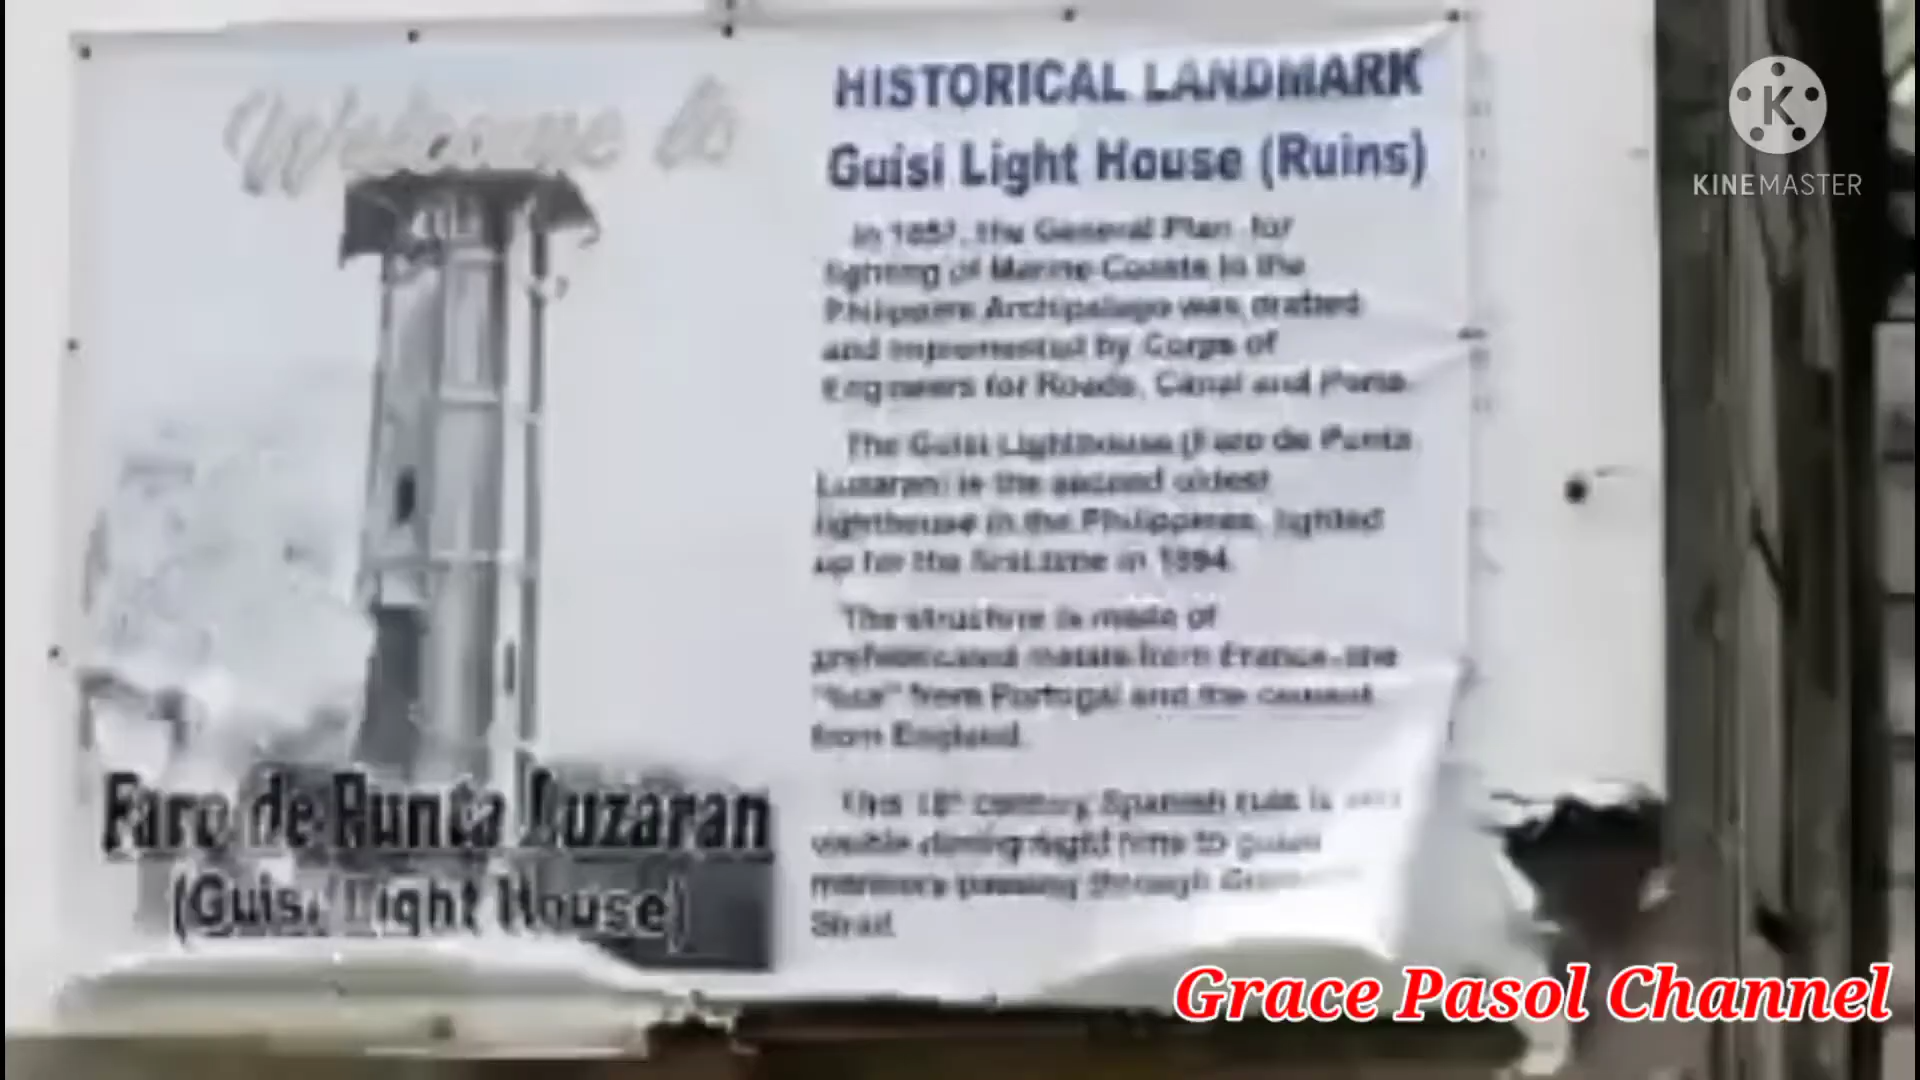 Welcome to
Faro de Punta Luzaran
(Guisi Light House)
HISTORICAL LANDMARK
Guisi Light House (Ruins)
In 1857, the General Plan for
lighting of Marine Coasts in the
Philippine Archipelago was drafted
and implemented by Corps of
Engineers for Roads, Canal and Ports.
The Guisi Lighthouse (Faro de Punta
Luzaran) is the second oldest
lighthouse in the Philippines, lighted
up for the first time in 1894.
The structure is made of
prefabricated metals from France, the
from Portugal and the cement
from England.
This century Spanish ruin is
visible during night time to guide
mariners passing through
Strait.
KINEMASTER
Grace Pasol Channel